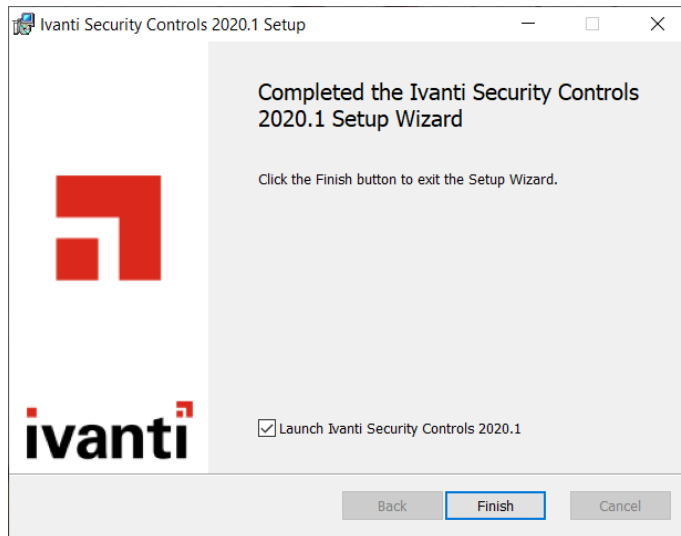 Ivanti Security Controls 2020.1 Setup
Completed the Ivanti Security Controls
2020.1 Setup Wizard
Click the Finish button to exit the Setup Wizard.
ivanti
Launch Ivanti Security Controls 2020.1
Back
Finish
Cancel